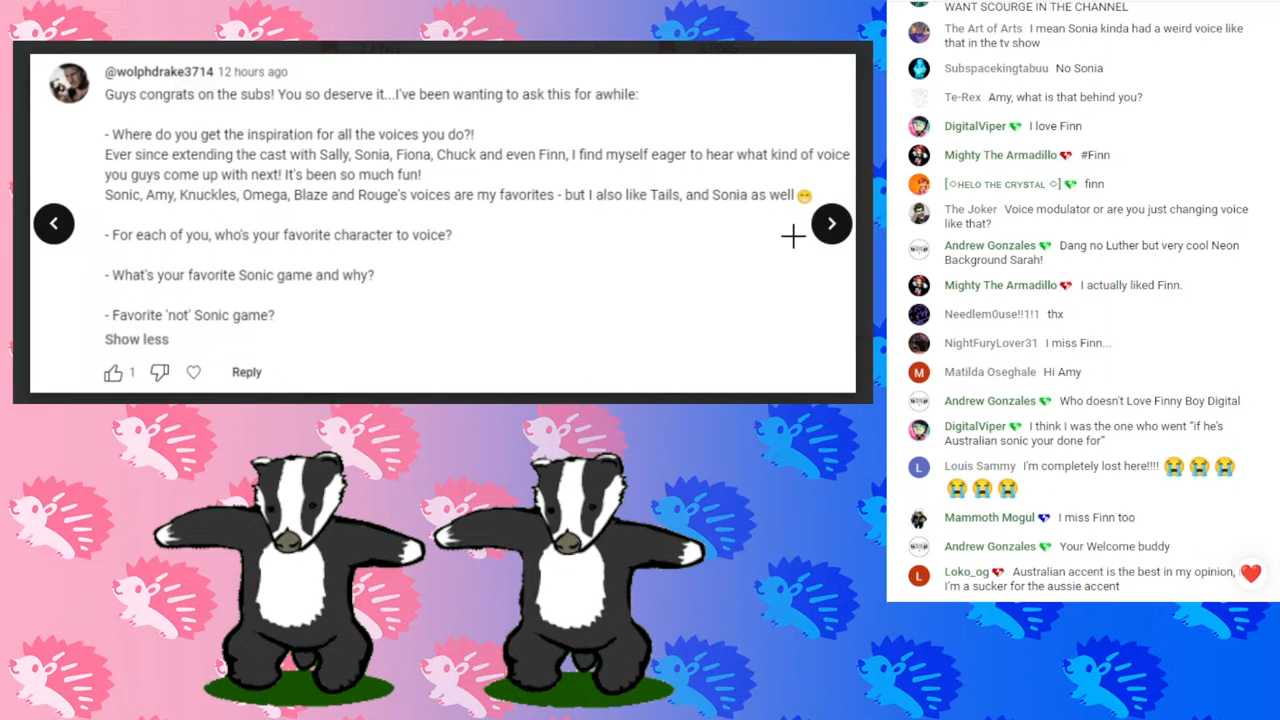 @wolphdrake3714 12 hours ago
Guys congrats on the subs! You so deserve it...I've been wanting to ask this for awhile:
- Where do you get the inspiration for all the voices you do?!
Ever since extending the cast with Sally, Sonia, Fiona, Chuck and even Finn, I find myself eager to hear what kind of voice
you guys come up with next! It's been so much fun!
Sonic, Amy, Knuckles, Omega, Blaze and Rouge's voices are my favorites - but I also like Tails, and Sonia as well 😁
- For each of you, who's your favorite character to voice?
- What's your favorite Sonic game and why?
- Favorite 'not' Sonic game?
Show less
1 Reply
WANT SCOURGE IN THE CHANNEL
The Art of Arts I mean Sonia kinda had a weird voice like
that in the tv show
Subspacekingtabuu No Sonia
Te-Rex Amy, what is that behind you?
DigitalViper I love Finn
Mighty The Armadillo #Finn
[◇HELO THE CRYSTAL ◇] finn
The Joker Voice modulator or are you just changing voice
like that?
Andrew Gonzales Dang no Luther but very cool Neon
Background Sarah!
Mighty The Armadillo I actually liked Finn.
Needlem0use!!1!1 thx
NightFuryLover31 I miss Finn...
M Matilda Oseghale Hi Amy
Andrew Gonzales Who doesn't Love Finny Boy Digital
DigitalViper I think I was the one who went “if he's
Australian sonic your done for”
L Louis Sammy I'm completely lost here!!!! 😭😭😭
😭😭😭
Mammoth Mogul I miss Finn too
Andrew Gonzales Your Welcome buddy
L Loko_og Australian accent is the best in my opinion,
I'm a sucker for the aussie accent